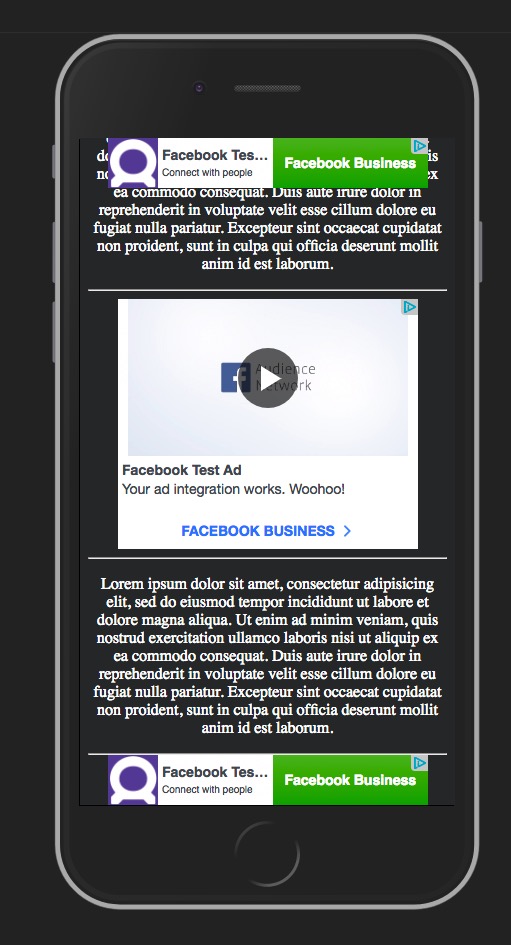 Facebook Tes...
Connect with people
Facebook Business
is
ex
ea commodo consequat. Duis aute irure dolor in
reprehenderit in voluptate velit esse cillum dolore eu
fugiat nulla pariatur. Excepteur sint occaecat cupidatat
non proident, sunt in culpa qui officia deserunt mollit
anim id est laborum.
Audience
Network
Facebook Test Ad
Your ad integration works. Woohoo!
FACEBOOK BUSINESS
Lorem ipsum dolor sit amet, consectetur adipisicing
elit, sed do eiusmod tempor incididunt ut labore et
dolore magna aliqua. Ut enim ad minim veniam, quis
nostrud exercitation ullamco laboris nisi ut aliquip ex
ea commodo consequat. Duis aute irure dolor in
reprehenderit in voluptate velit esse cillum dolore eu
fugiat nulla pariatur. Excepteur sint occaecat cupidatat
non proident, sunt in culpa qui officia deserunt mollit
anim id est laborum.
Facebook Tes...
Connect with people
Facebook Business